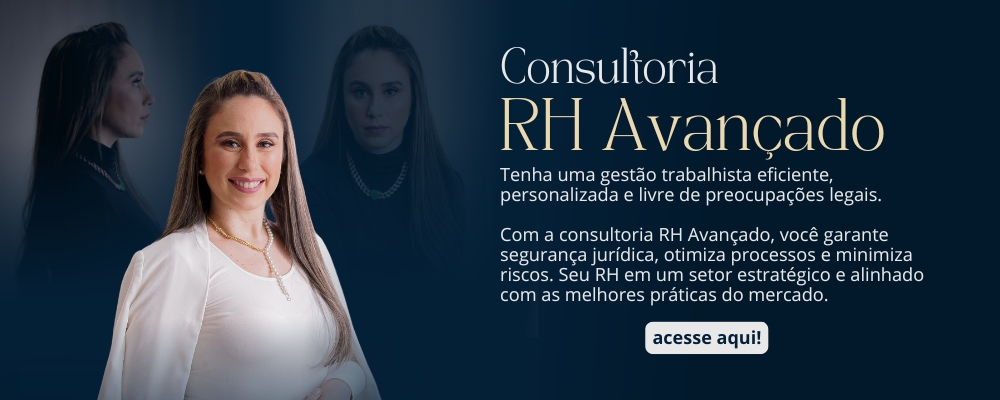 Consultoria
RH Avançado
Tenha uma gestão trabalhista eficiente,
personalizada e livre de preocupações legais.
Com a consultoria RH Avançado, você garante
segurança jurídica, otimiza processos e minimiza
riscos. Seu RH em um setor estratégico e alinhado
com as melhores práticas do mercado.
acesse aqui!